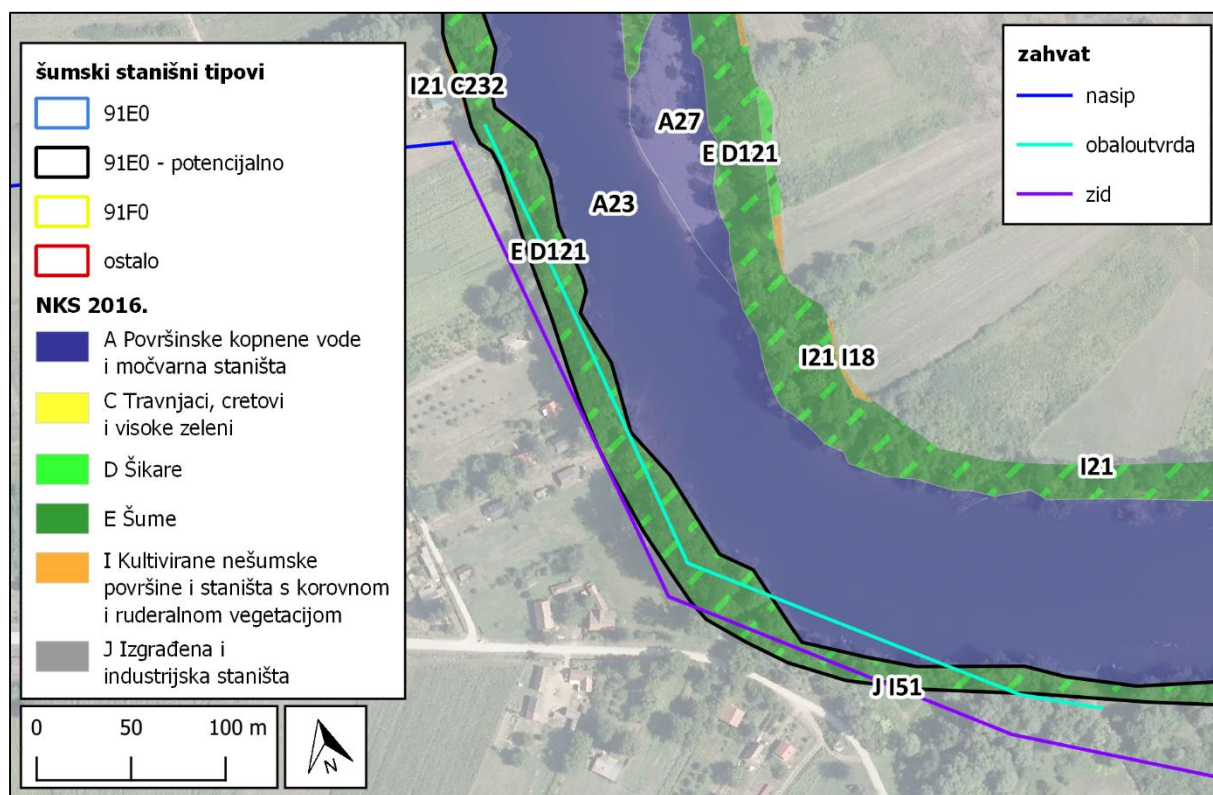 šumski stanišni tipovi
91E0
91E0 - potencijalno
91F0
ostalo
NKS 2016.
A Površinske kopnene vode
i močvarna staništa
C Travnjaci, cretovi
i visoke zeleni
D Šikare
E Šume
I Kultivirane nešumske
površine i staništa s korovnom
i ruderalnom vegetacijom
J Izgrađena i
industrijska staništa
0 50 100 m
N
zahvat
nasip
obaloutvrda
zid
I21 C232
A27
E D121
A23
E D121
I21 I18
I21
J I51